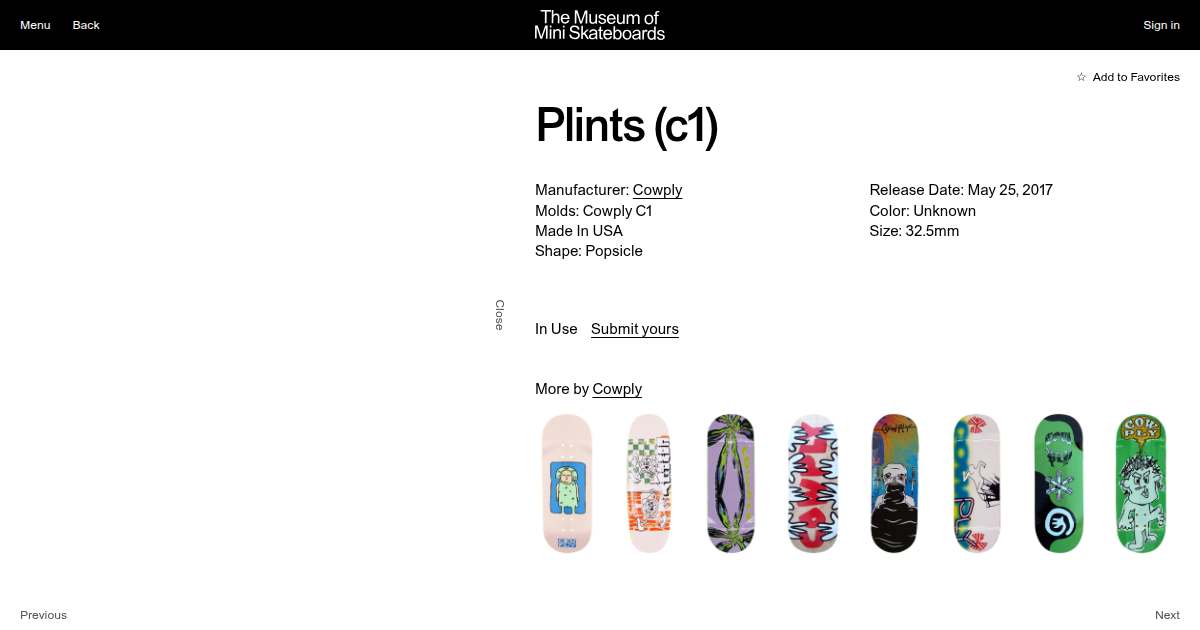 Menu
Back
The Museum of
Mini Skateboards
Sign in
☆ Add to Favorites
Plints (c1)
Manufacturer: Cowply
Molds: Cowply C1
Made In USA
Shape: Popsicle
Release Date: May 25, 2017
Color: Unknown
Size: 32.5mm
Close
In Use Submit yours
More by Cowply
COW
PLY
Previous
Next